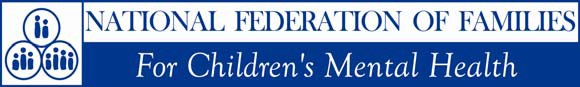 NATIONAL FEDERATION OF FAMILIES
For Children's Mental Health